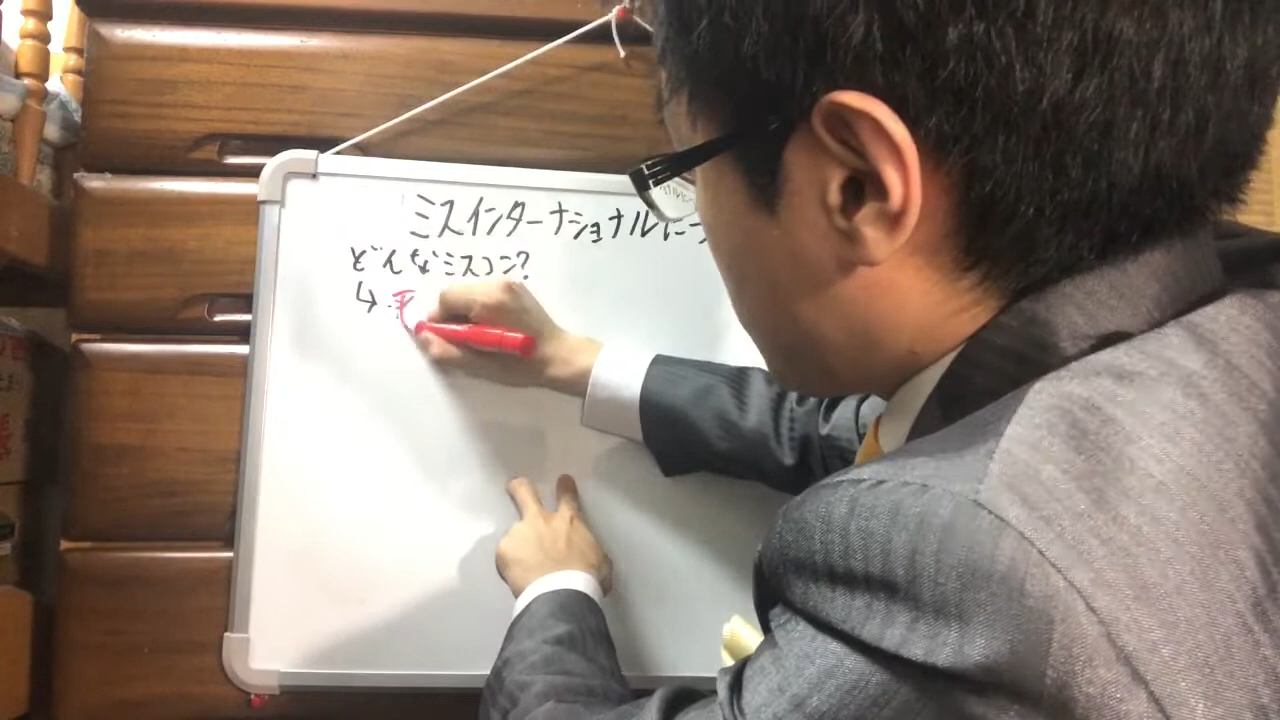 ミスインターナショナルに
どんなミスコン?
↳